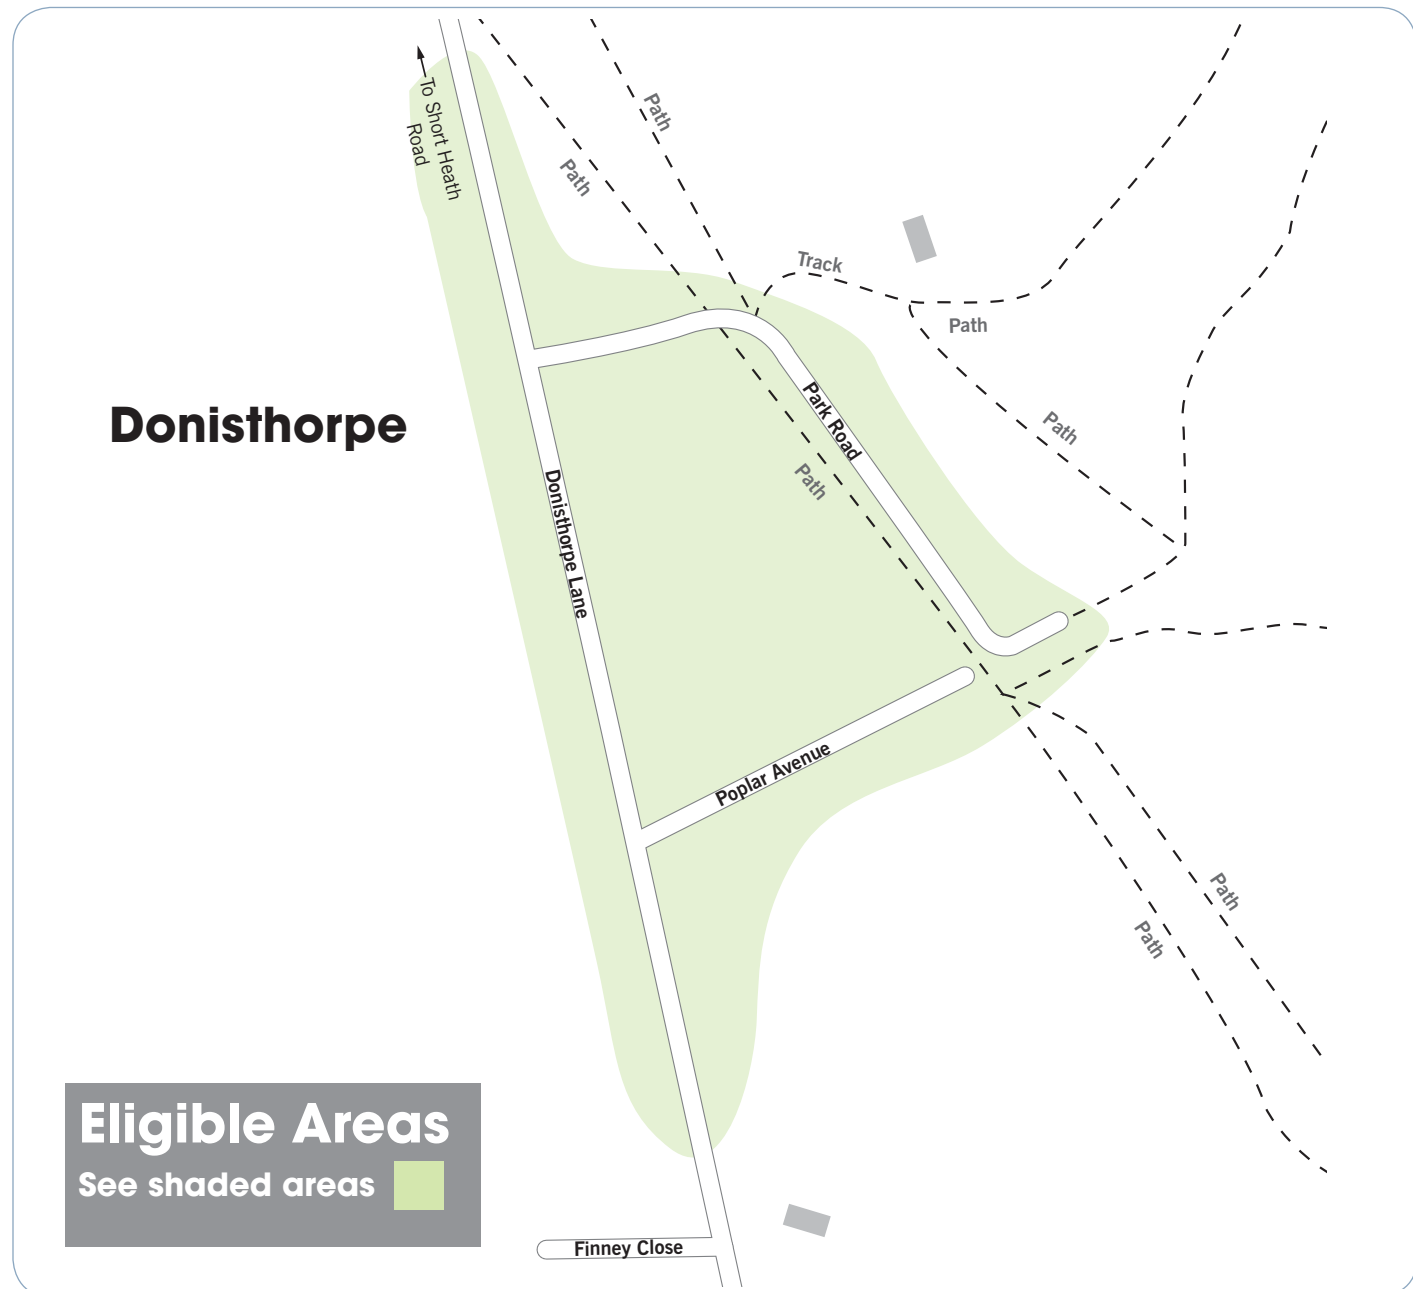 To Short Heath
Road
Path
Path
Track
Path
Park Road
Path
Path
Donisthorpe
Donisthorpe Lane
Poplar Avenue
Path
Path
Eligible Areas
See shaded areas
Finney Close